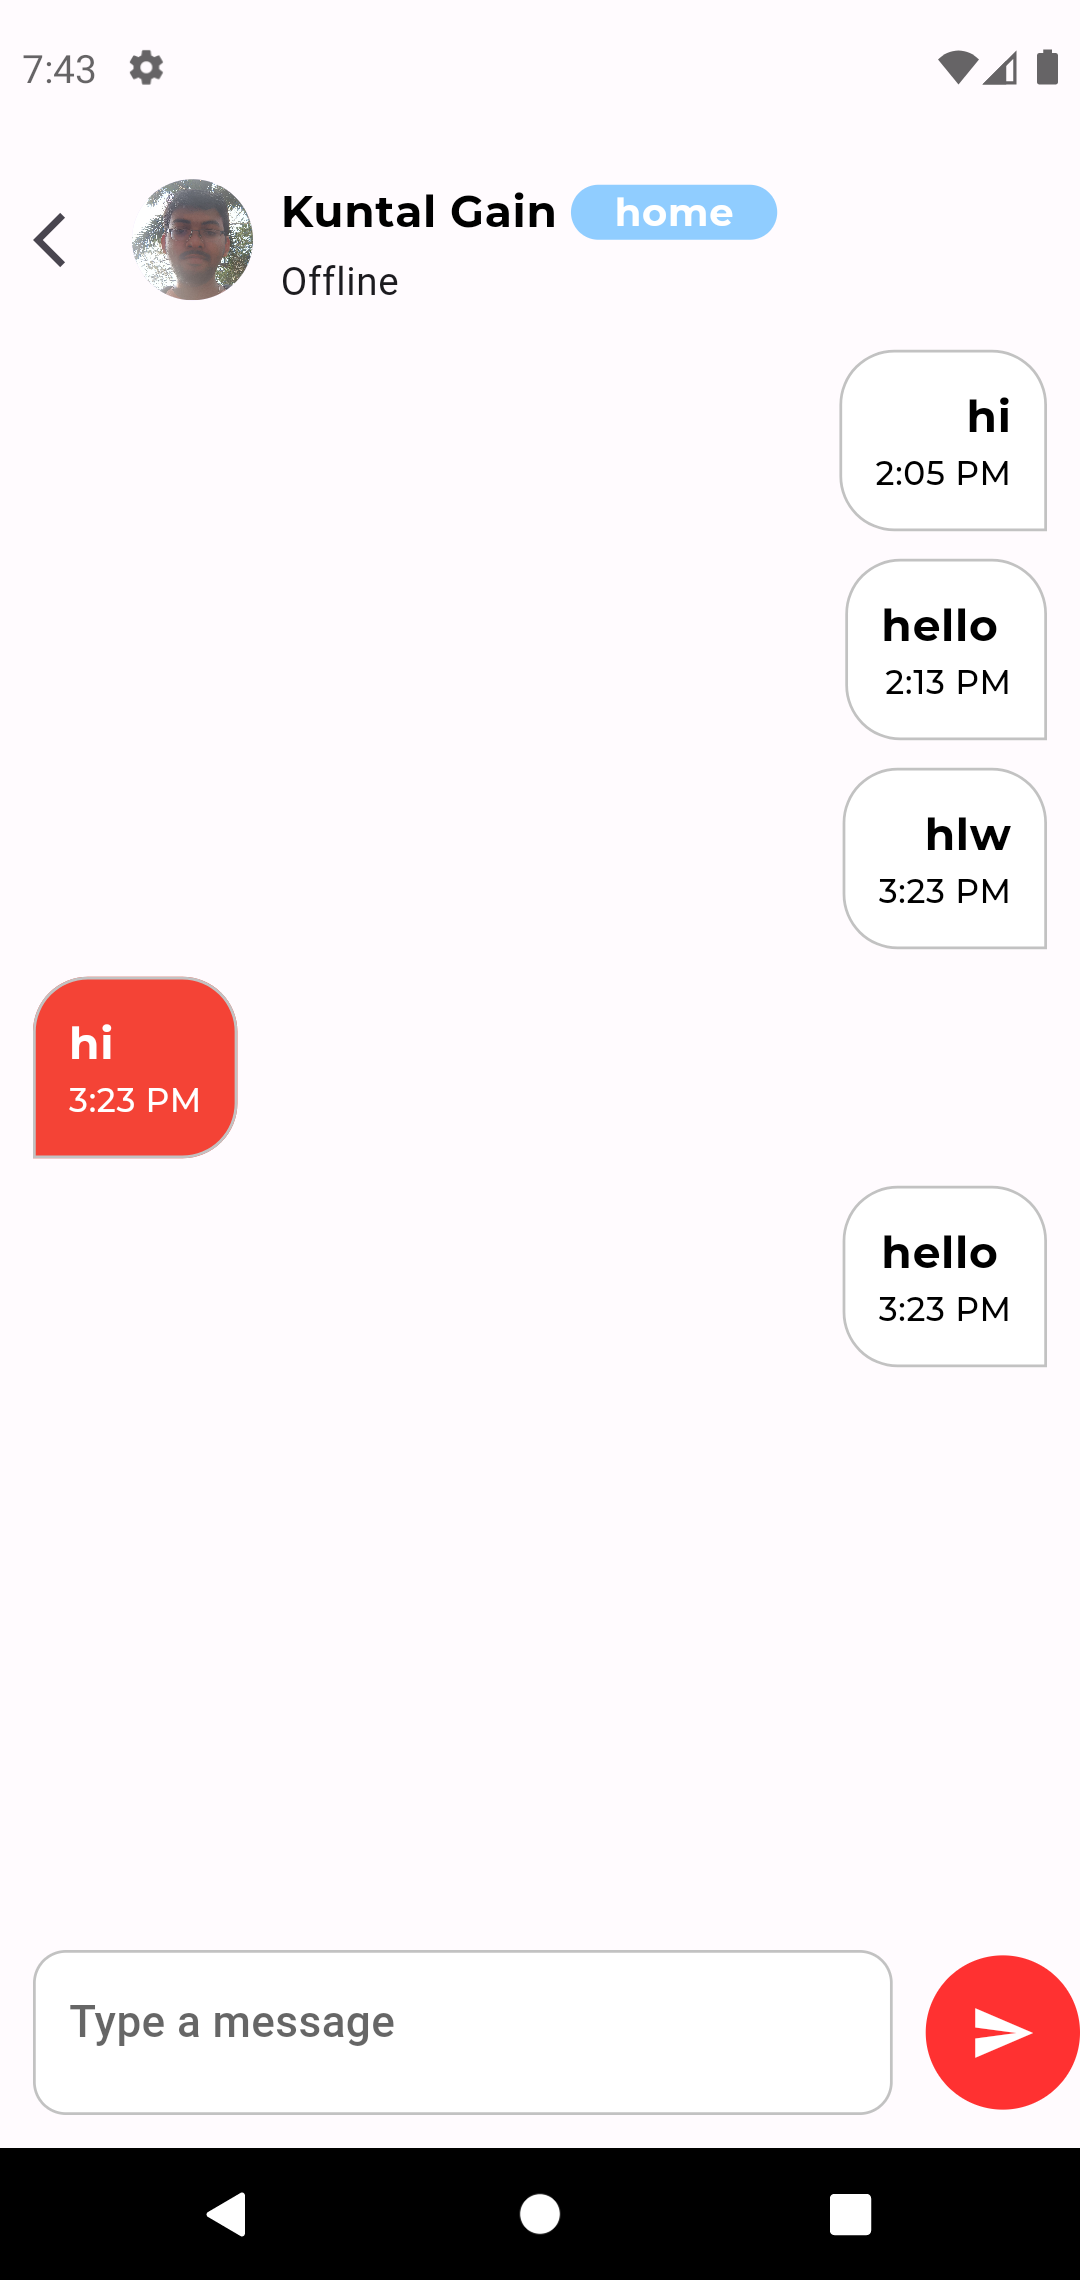 7:43
Kuntal Gain home
Offline
hi
2:05 PM
hello
2:13 PM
hlw
3:23 PM
hi
3:23 PM
hello
3:23 PM
Type a message